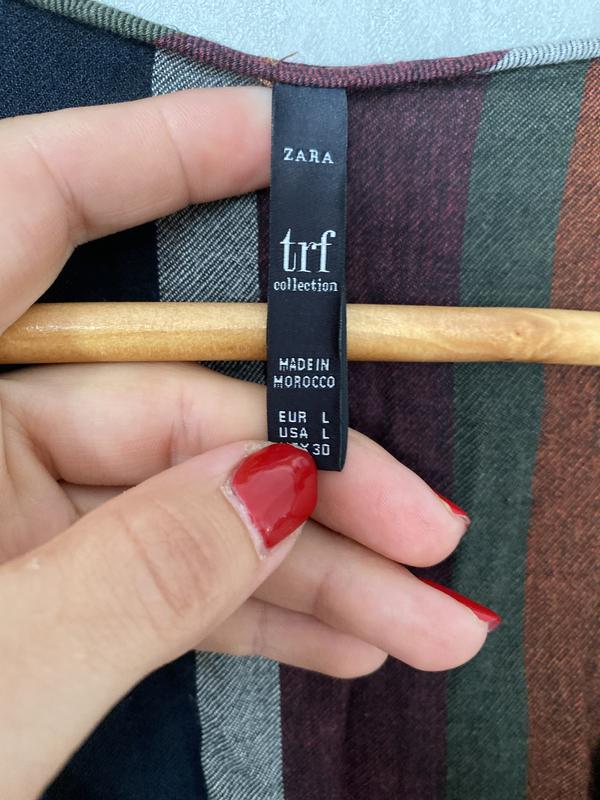 ZARA
trf
collection
MADE IN
MOROCCO
EUR L
USA L
30